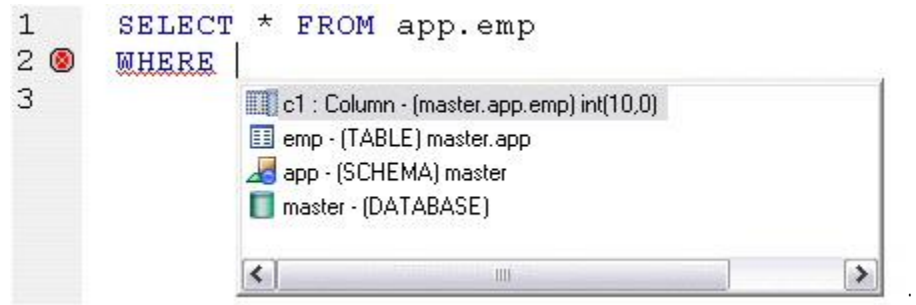 1 SELECT * FROM app.emp
2 WHERE
3
c1 : Column - (master.app.emp) int(10,0)
emp - (TABLE) master.app
app - (SCHEMA) master
master - (DATABASE)
.